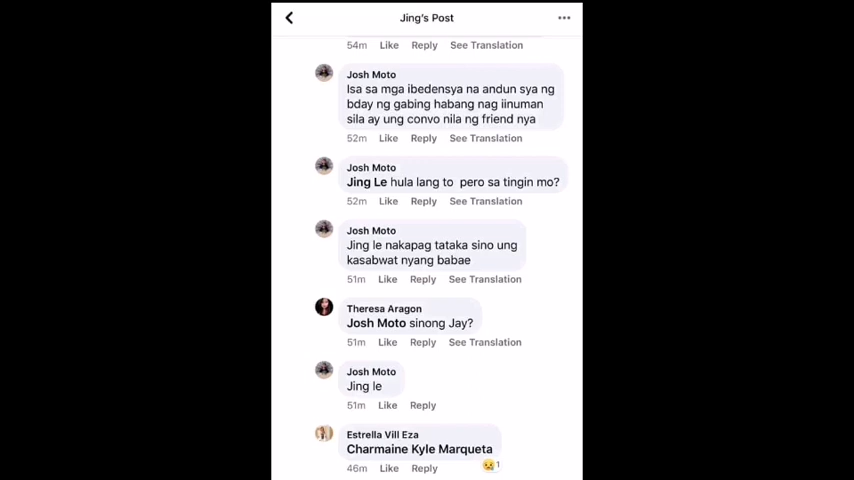 Jing's Post
54m Like Reply See Translation
Josh Moto
Isa sa mga ibedensya na andun sya ng
bday ng gabing habang nag iinuman
sila ay ung convo nila ng friend nya
52m Like Reply See Translation
Josh Moto
Jing Le hula lang to pero sa tingin mo?
52m Like Reply See Translation
Josh Moto
Jing le nakapag tataka sino ung
kasabwat nyang babae
51m Like Reply See Translation
Theresa Aragon
Josh Moto sinong Jay?
51m Like Reply See Translation
Josh Moto
Jing le
51m Like Reply
Estrella Vill Eza
Charmaine Kyle Marqueta
46m Like Reply 1